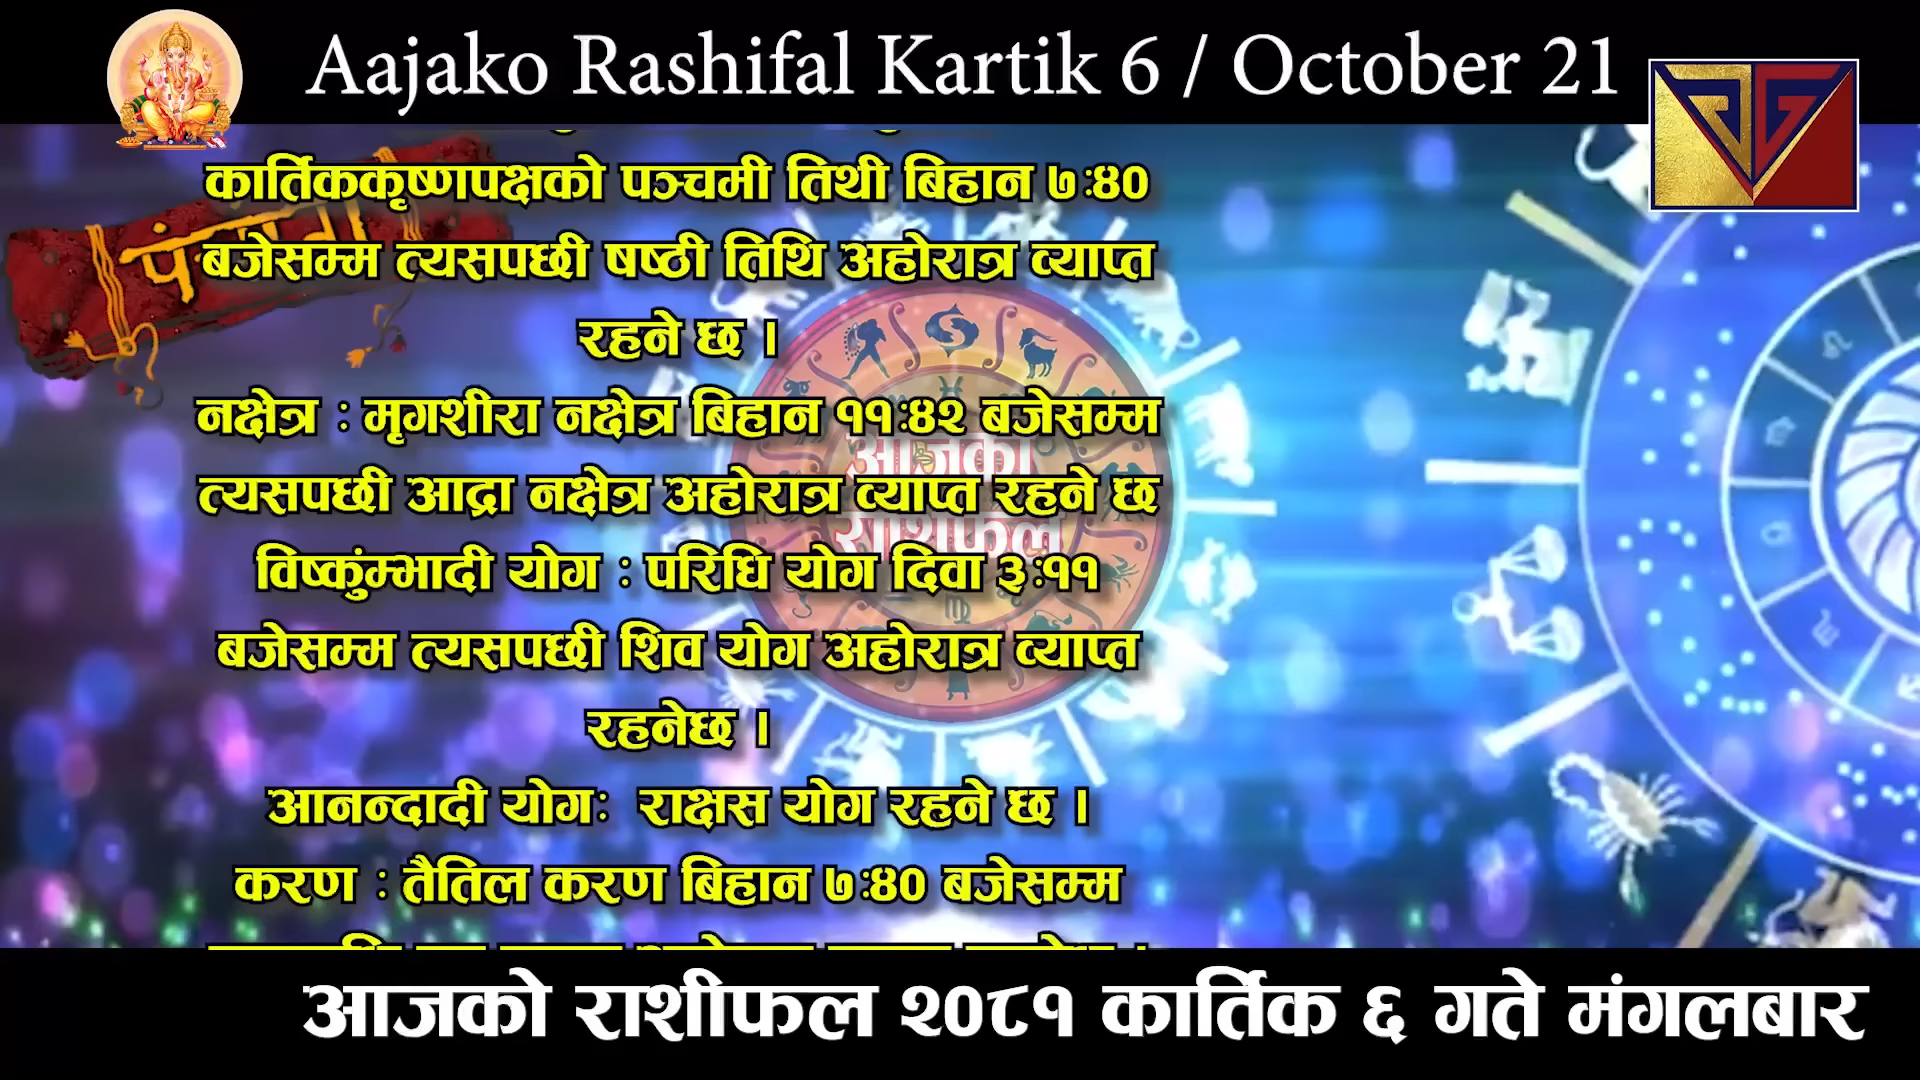 Aajako Rashifal Kartik 6 / October 21
कार्तिककृष्णपक्षको पञ्चमी तिथी बिहान ७:४०
बजेसम्म त्यसपछी षष्ठी तिथि अहोरात्र व्याप्त
रहने छ ।
नक्षेत्र : मृगशीरा नक्षेत्र बिहान ११:४२ बजेसम्म
त्यसपछी आद्रा नक्षेत्र अहोरात्र व्याप्त रहने छ
विष्कुंम्भादी योग : परिधि योग दिवा ३:११
बजेसम्म त्यसपछी शिव योग अहोरात्र व्याप्त
रहनेछ ।
आनन्दादी योगः राक्षस योग रहने छ ।
करण : तैतिल करण बिहान ७:४० बजेसम्म
आजको
राशिफल
आजको राशीफल २०८१ कार्तिक ६ गते मंगलबार